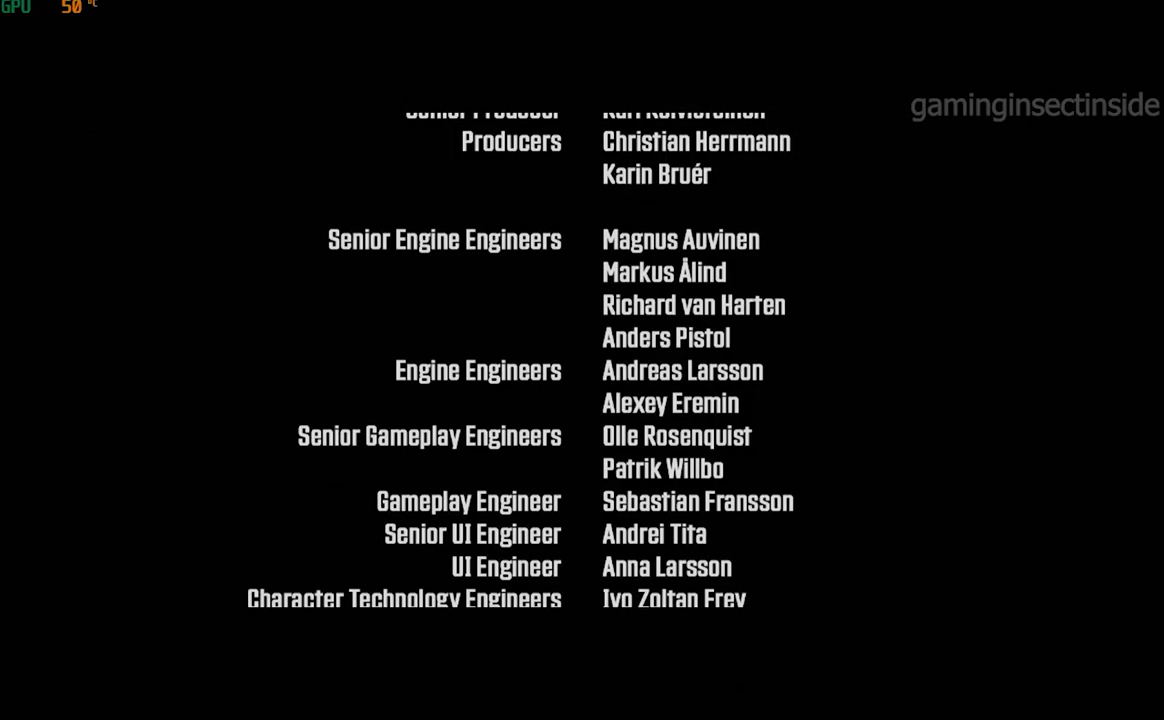 GPU 50 °C
gaminginsectinside
Senior Producer
Producers Christian Herrmann
Karin Bruér
Senior Engine Engineers Magnus Auvinen
Markus Ålind
Richard van Harten
Anders Pistol
Engine Engineers Andreas Larsson
Alexey Eremin
Senior Gameplay Engineers Olle Rosenquist
Patrik Willbo
Gameplay Engineer Sebastian Fransson
Senior UI Engineer Andrei Tita
UI Engineer Anna Larsson
Character Technology Engineers Ivo Zoltan Frey